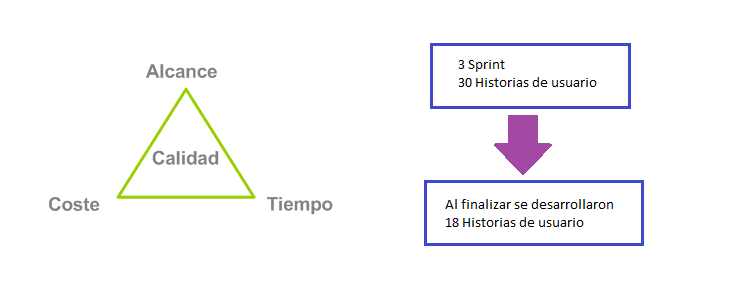 Alcance
Calidad
Coste
Tiempo
3 Sprint
30 Historias de usuario
Al finalizar se desarrollaron
18 Historias de usuario